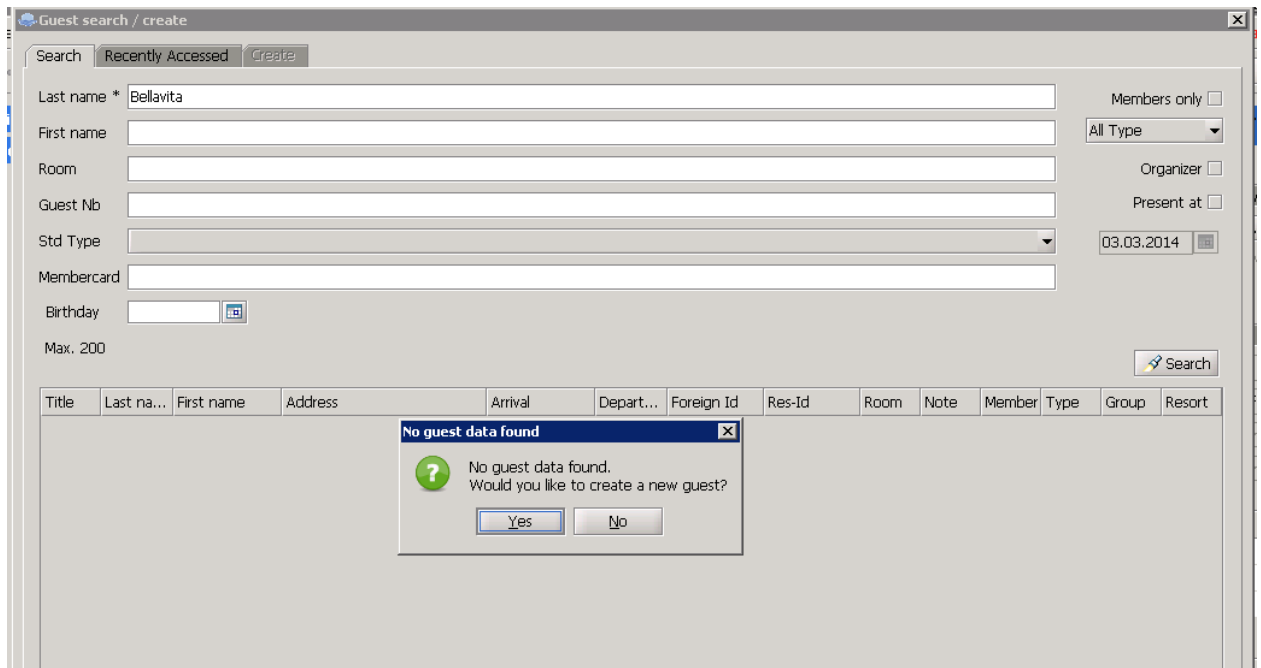 Guest search / create
Search Recently Accessed Create
Last name * Bellavita Members only
First name All Type
Room Organizer
Guest Nb Present at
Std Type 03.03.2014
Membercard
Birthday
Max. 200
Search
Title Last na... First name Address Arrival Depart... Foreign Id Res-Id Room Note Member Type Group Resort
No guest data found
No guest data found.
Would you like to create a new guest?
Yes No